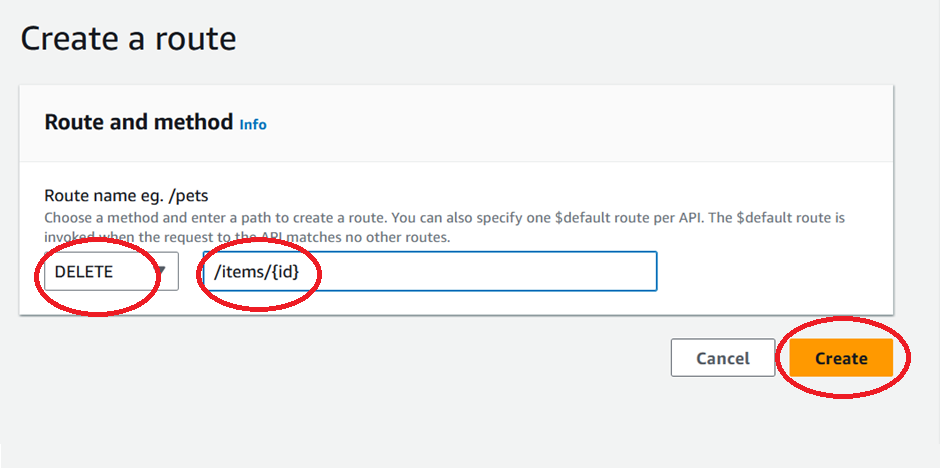 Create a route
Route and method Info
Route name eg. /pets
Choose a method and enter a path to create a route. You can also specify one $default route per API. The $default route is
invoked when the request to the API matches no other routes.
DELETE /items/{id}
Cancel Create